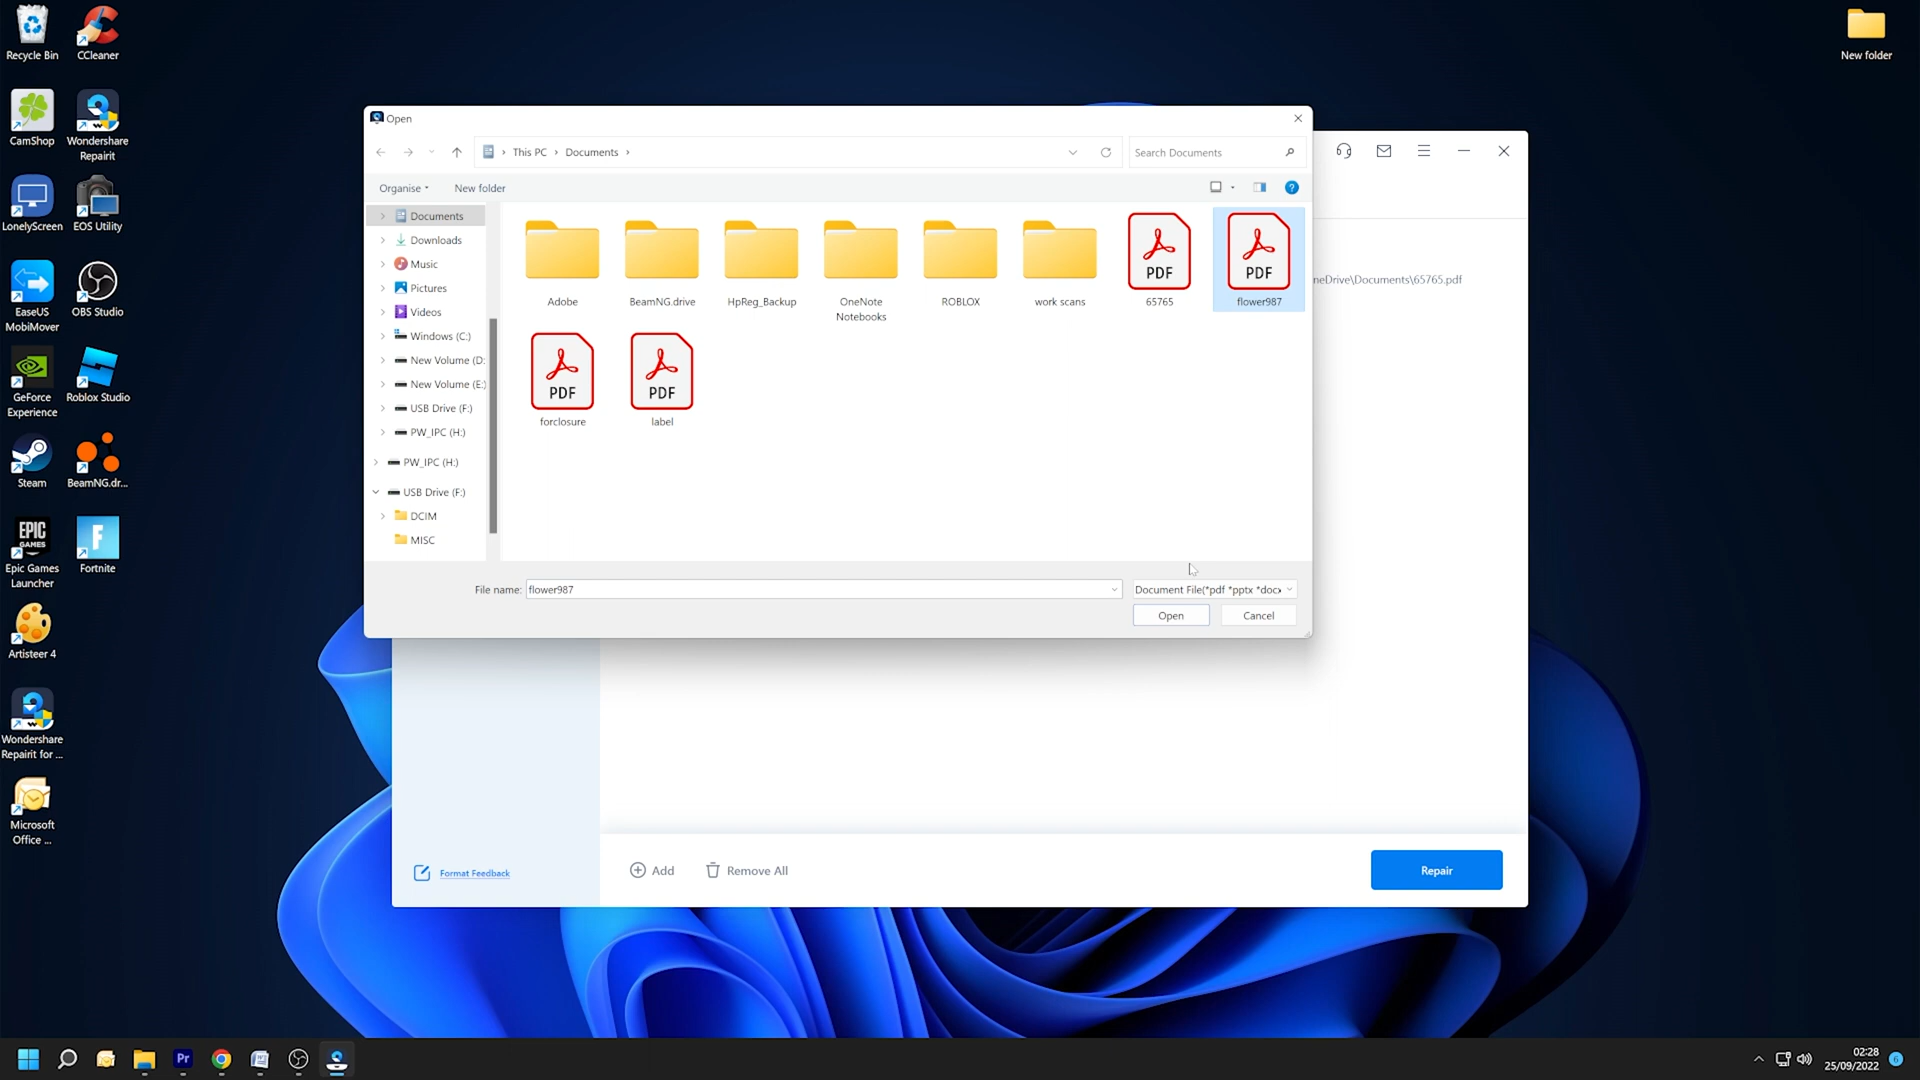 Recycle Bin
CCleaner
New folder
CamShop
Wondershare
Repairit
LonelyScreen
EOS Utility
EaseUS
MobiMover
OBS Studio
GeForce
Experience
Roblox Studio
Steam
BeamNG.dr...
EPIC
GAMES
Epic Games
Launcher
Fortnite
Artisteer 4
Wondershare
Repairit for ...
Microsoft
Office ...
Open
This PC > Documents >
Search Documents
Organise
New folder
Documents
Downloads
Music
Pictures
Videos
Windows (C:)
New Volume (D:
New Volume (E:)
USB Drive (F:)
PW_IPC (H:)
PW_IPC (H:)
USB Drive (F:)
DCIM
MISC
Adobe
BeamNG.drive
HpReg_Backup
OneNote
Notebooks
ROBLOX
work scans
PDF
65765
PDF
flower987
PDF
forclosure
PDF
label
File name: flower987
Document File(*pdf *pptx *docx
Open
Cancel
neDrive\Documents\65765.pdf
Format Feedback
Add
Remove All
Repair
Pr
02:28
25/09/2022
6